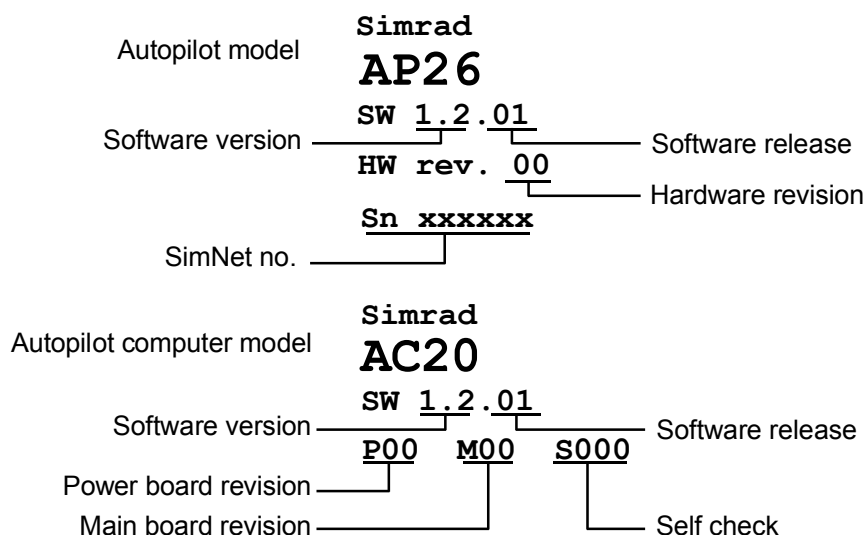 Simrad
Autopilot model
AP26
SW 1.2.01
Software version
Software release
HW rev. 00
Hardware revision
Sn xxxxxx
SimNet no.
Simrad
Autopilot computer model
AC20
SW 1.2.01
Software version
Software release
P00 M00 S000
Power board revision
Main board revision
Self check